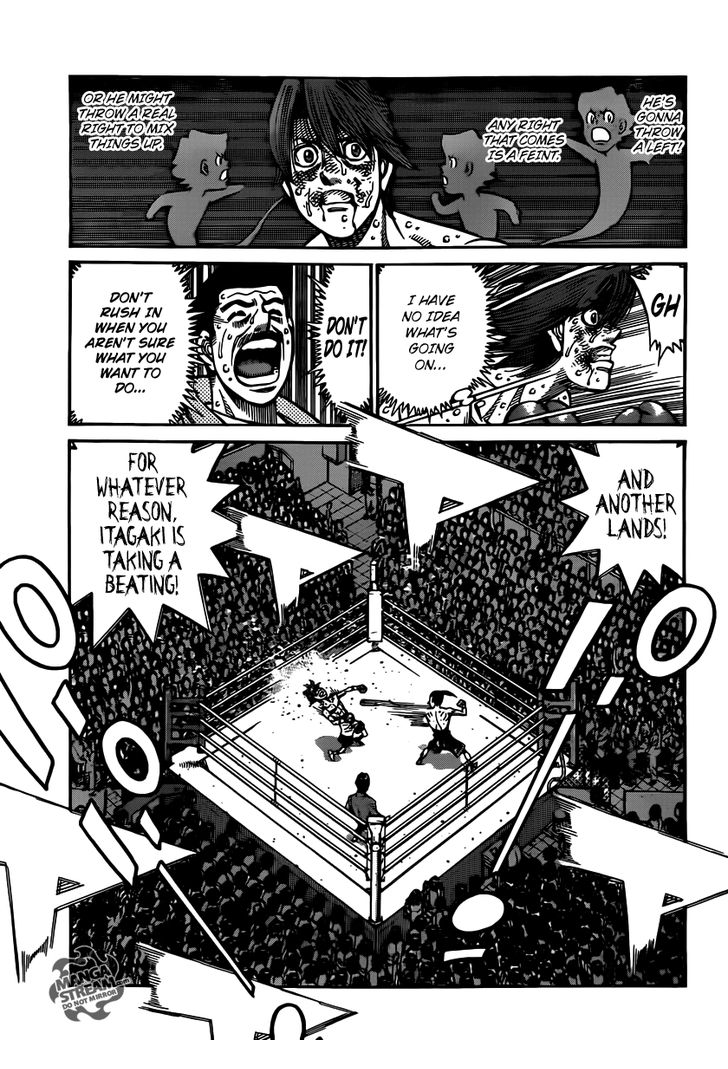 HE'S
GONNA
THROW
A LEFT!
ANY RIGHT
THAT COMES
IS A FEINT.
OR HE MIGHT
THROW A REAL
RIGHT TO MIX
THINGS UP.
GH
I HAVE
NO IDEA
WHAT'S
GOING
ON...
DON'T
DO IT!
DON'T
RUSH IN
WHEN YOU
AREN'T SURE
WHAT YOU
WANT TO
DO...
AND
ANOTHER
LANDS!
FOR
WHATEVER
REASON,
ITAGAKI IS
TAKING A
BEATING!
MANGA
STREAM
DO NOT MIRROR